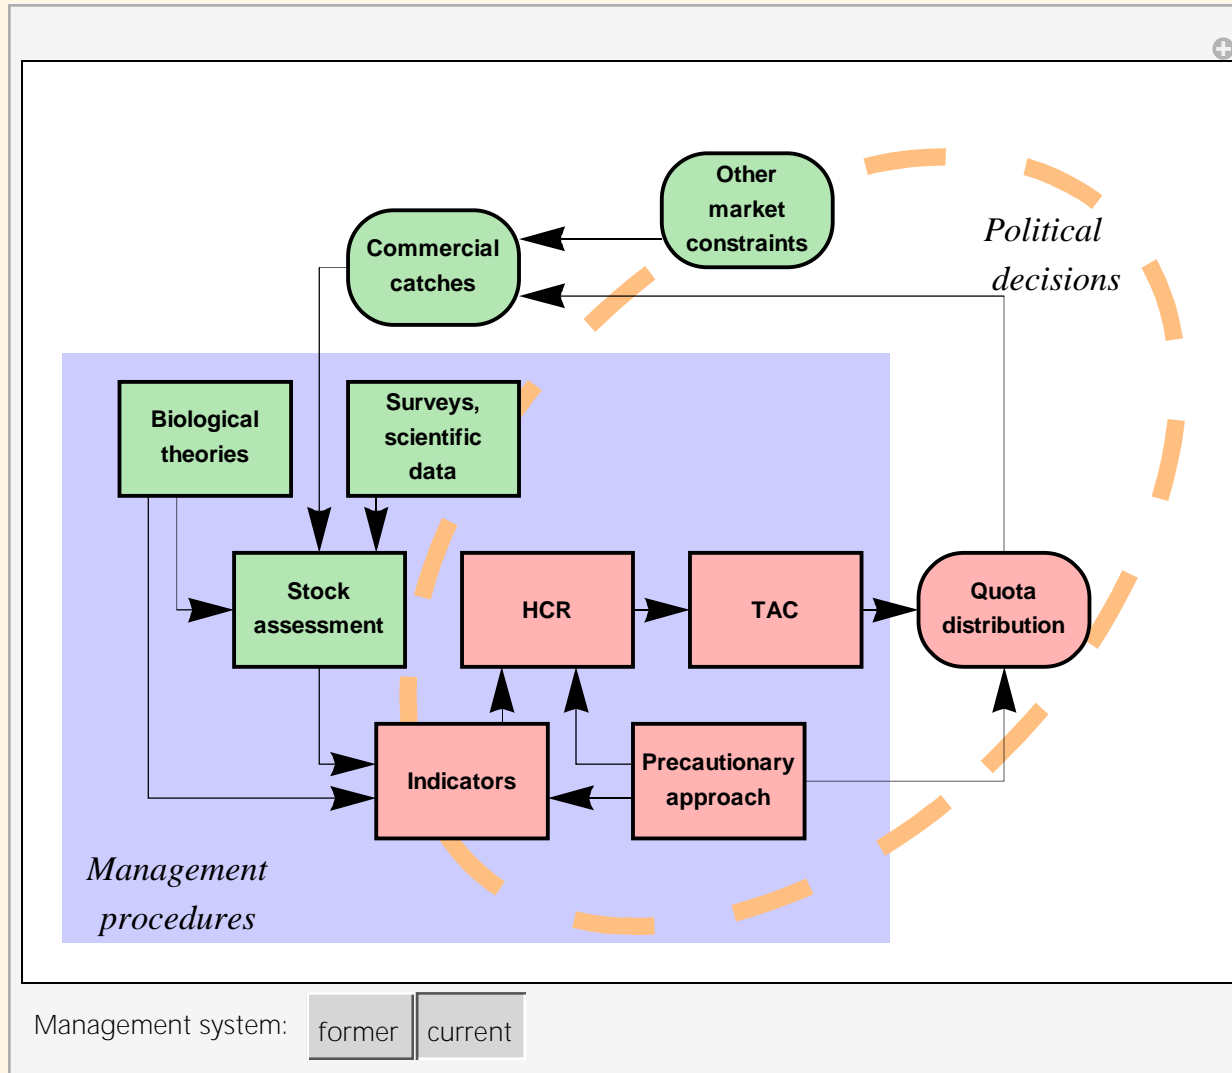 Other
market
constraints
Commercial
catches
Political
decisions
Biological
theories
Surveys,
scientific
data
Stock
assessment
HCR
TAC
Quota
distribution
Indicators
Precautionary
approach
Management
procedures
Management system: former current